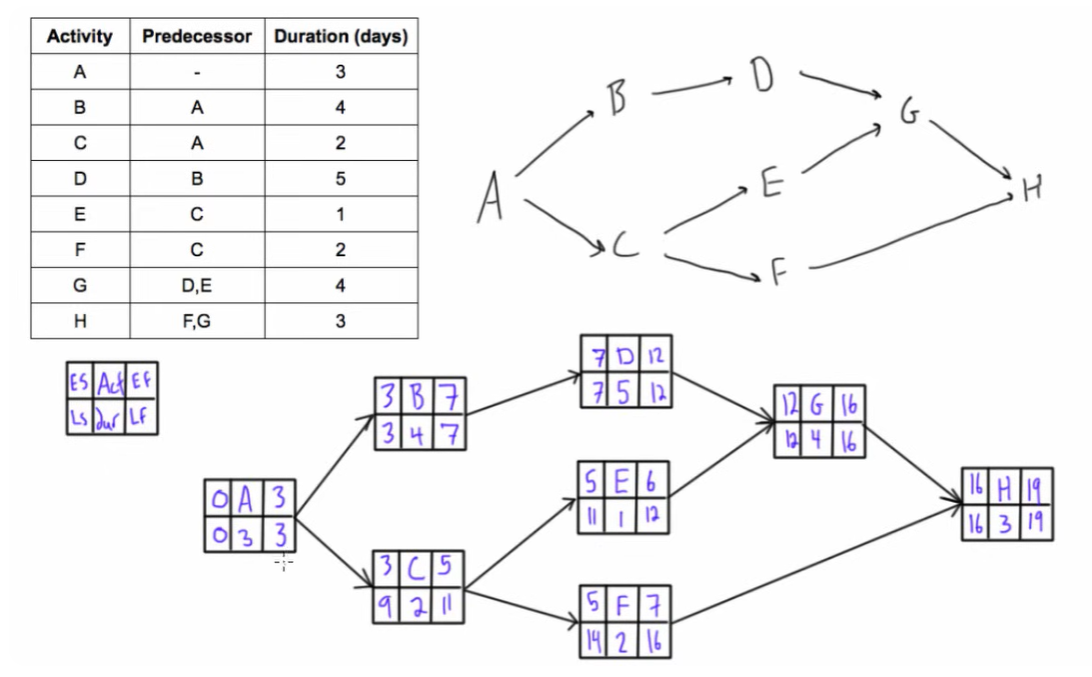 Activity Predecessor Duration (days)
A - 3
B A 4
C A 2
D B 5
E C 1
F C 2
G D,E 4
H F,G 3
B D G
A E H
C F
ES Act EF
LS Dur LF
7 D 12
7 5 12
3 B 7
3 4 7
12 G 16
12 4 16
5 E 6
11 1 12
0 A 3
0 3 3
16 H 19
16 3 19
3 C 5
9 2 11
5 F 7
14 2 16